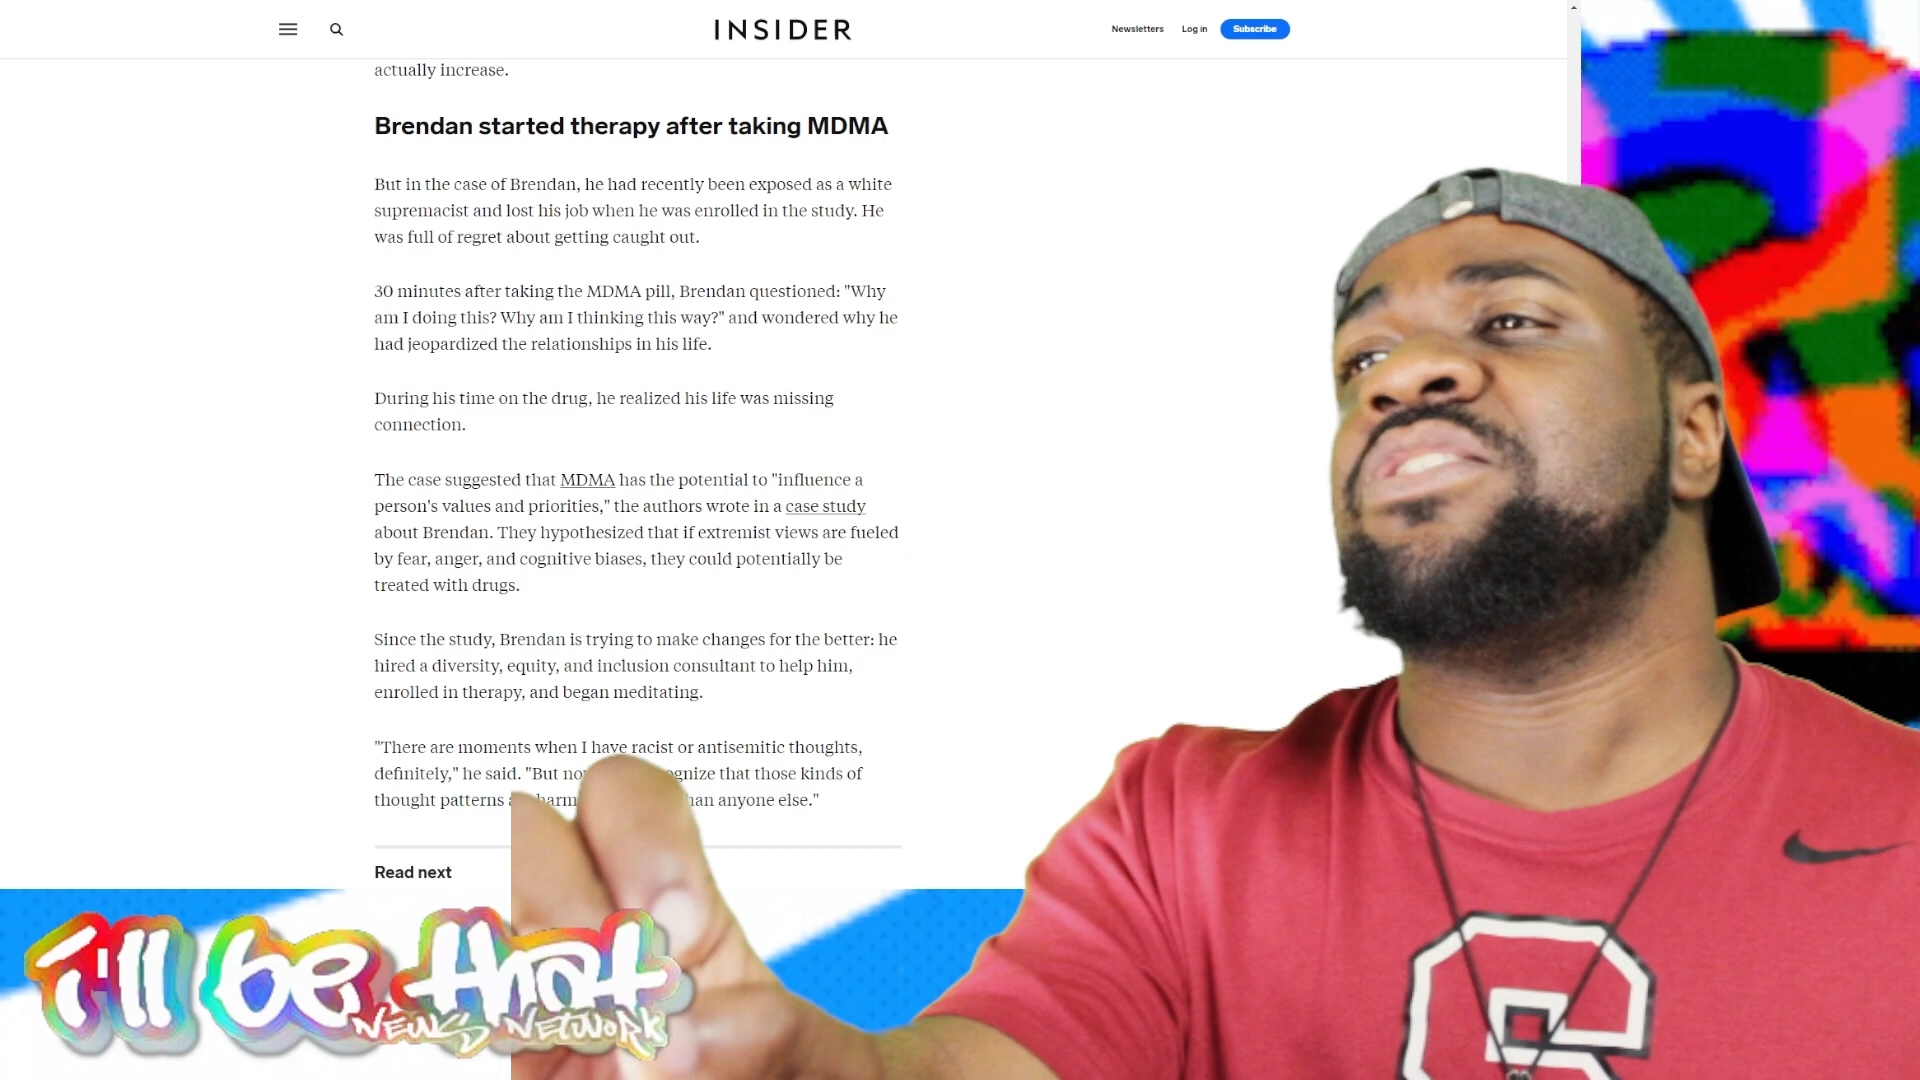 INSIDER
Newsletters
Log in
Subscribe
actually increase.
Brendan started therapy after taking MDMA
But in the case of Brendan, he had recently been exposed as a white
supremacist and lost his job when he was enrolled in the study. He
was full of regret about getting caught out.
30 minutes after taking the MDMA pill, Brendan questioned: "Why
am I doing this? Why am I thinking this way?" and wondered why he
had jeopardized the relationships in his life.
During his time on the drug, he realized his life was missing
connection.
The case suggested that MDMA has the potential to "influence a
person's values and priorities," the authors wrote in a case study
about Brendan. They hypothesized that if extremist views are fueled
by fear, anger, and cognitive biases, they could potentially be
treated with drugs.
Since the study, Brendan is trying to make changes for the better: he
hired a diversity, equity, and inclusion consultant to help him,
enrolled in therapy, and began meditating.
"There are moments when I have racist or antisemitic thoughts,
definitely," he said. "But that those kinds of
thought patterns anyone else."
Read next
i'll be that
NEWS NETWORK